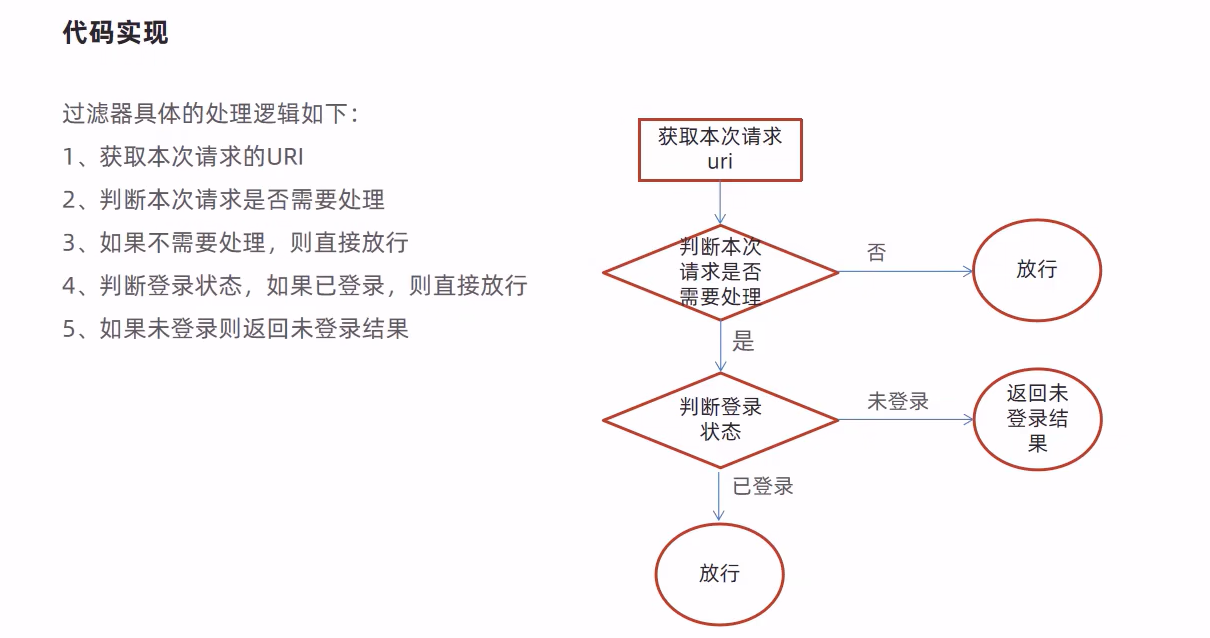 代码实现
过滤器具体的处理逻辑如下：
1、获取本次请求的URI
2、判断本次请求是否需要处理
3、如果不需要处理，则直接放行
4、判断登录状态，如果已登录，则直接放行
5、如果未登录则返回未登录结果
获取本次请求
uri
判断本次
请求是否
需要处理
否
放行
是
判断登录
状态
未登录
返回未
登录结
果
已登录
放行